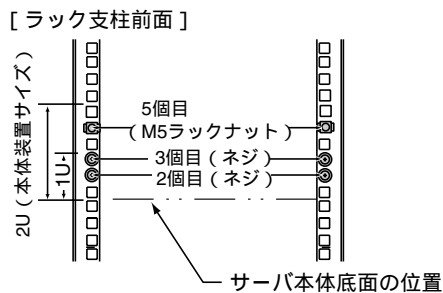 [ ラック支柱前面 ]
5個目
( M5ラックナット )
3個目 ( ネジ )
2個目 ( ネジ )
2U ( 本体装置サイズ )
1U
サーバ本体底面の位置